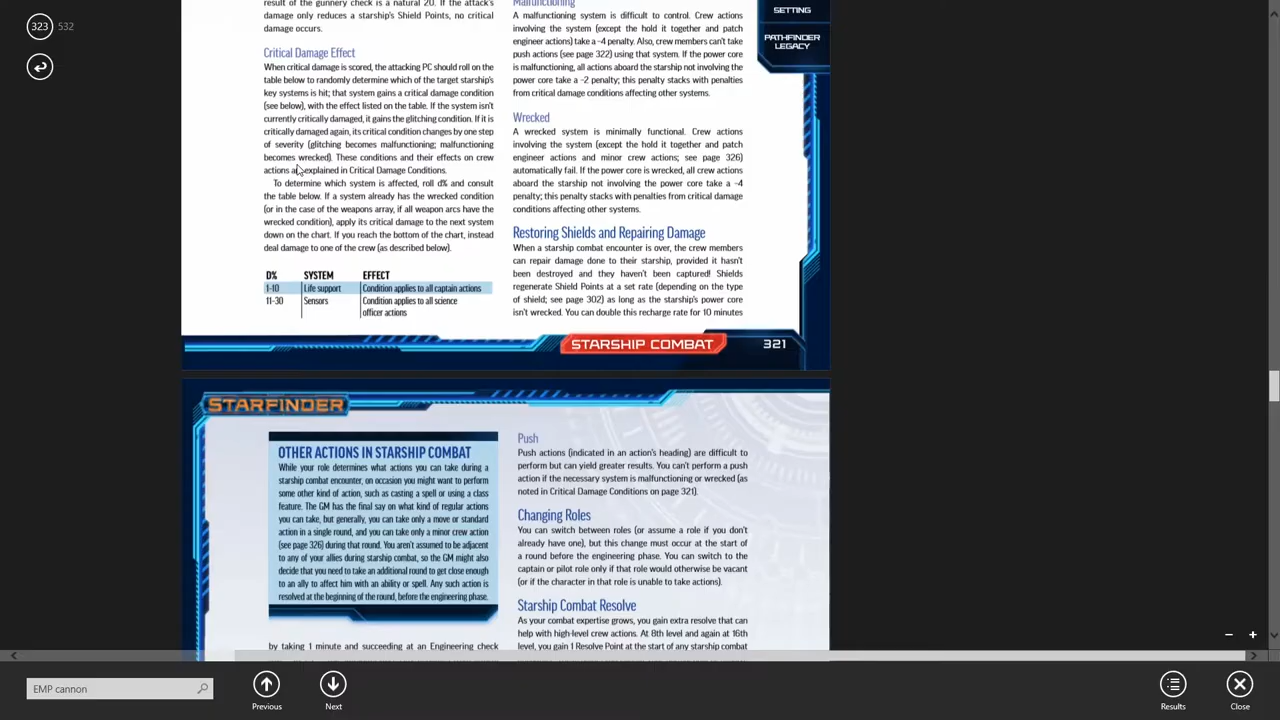 323 532
result of the gunnery check is a natural 20. If the attack's
damage only reduces a starship's Shield Points, no critical
damage occurs.
Critical Damage Effect
When critical damage is scored, the attacking PC should roll on the
table below to randomly determine which of the target starship's
key systems is hit; that system gains a critical damage condition
(see below), with the effect listed on the table. If the system isn't
currently critically damaged, it gains the glitching condition. If it is
critically damaged again, its critical condition changes by one step
of severity (glitching becomes malfunctioning; malfunctioning
becomes wrecked). These conditions and their effects on crew
actions are explained in Critical Damage Conditions.
To determine which system is affected, roll d% and consult
the table below. If a system already has the wrecked condition
(or in the case of the weapons array, if all weapon arcs have the
wrecked condition), apply its critical damage to the next system
down on the chart. If you reach the bottom of the chart, instead
deal damage to one of the crew (as described below).
D% SYSTEM EFFECT
1-10 Life support Condition applies to all captain actions
11-30 Sensors Condition applies to all science
officer actions
Malfunctioning
A malfunctioning system is difficult to control. Crew actions
involving the system (except the hold it together and patch
engineer actions) take a -4 penalty. Also, crew members can't take
push actions (see page 322) using that system. If the power core
is malfunctioning, all actions aboard the starship not involving the
power core take a -2 penalty; this penalty stacks with penalties
from critical damage conditions affecting other systems.
Wrecked
A wrecked system is minimally functional. Crew actions
involving the system (except the hold it together and patch
engineer actions and minor crew actions; see page 326)
automatically fail. If the power core is wrecked, all crew actions
aboard the starship not involving the power core take a -4
penalty; this penalty stacks with penalties from critical damage
conditions affecting other systems.
Restoring Shields and Repairing Damage
When a starship combat encounter is over, the crew members
can repair damage done to their starship, provided it hasn't
been destroyed and they haven't been captured! Shields
regenerate Shield Points at a set rate (depending on the type
of shield; see page 302) as long as the starship's power core
isn't wrecked. You can double this recharge rate for 10 minutes
SETTING
PATHFINDER
LEGACY
STARSHIP COMBAT 321
STARFINDER
OTHER ACTIONS IN STARSHIP COMBAT
While your role determines what actions you can take during a
starship combat encounter, on occasion you might want to perform
some other kind of action, such as casting a spell or using a class
feature. The GM has the final say on what kind of regular actions
you can take, but generally, you can take only a move or standard
action in a single round, and you can take only a minor crew action
(see page 326) during that round. You aren't assumed to be adjacent
to any of your allies during starship combat, so the GM might also
decide that you need to take an additional round to get close enough
to an ally to affect him with an ability or spell. Any such action is
resolved at the beginning of the round, before the engineering phase.
by taking 1 minute and succeeding at an Engineering check
Push
Push actions (indicated in an action's heading) are difficult to
perform but can yield greater results. You can't perform a push
action if the necessary system is malfunctioning or wrecked (as
noted in Critical Damage Conditions on page 321).
Changing Roles
You can switch between roles (or assume a role if you don't
already have one), but this change must occur at the start of
a round before the engineering phase. You can switch to the
captain or pilot role only if that role would otherwise be vacant
(or if the character in that role is unable to take actions).
Starship Combat Resolve
As your combat expertise grows, you gain extra resolve that can
help with high-level crew actions. At 8th level and again at 16th
level, you gain 1 Resolve Point at the start of any starship combat
EMP cannon
Previous
Next
Results
Close